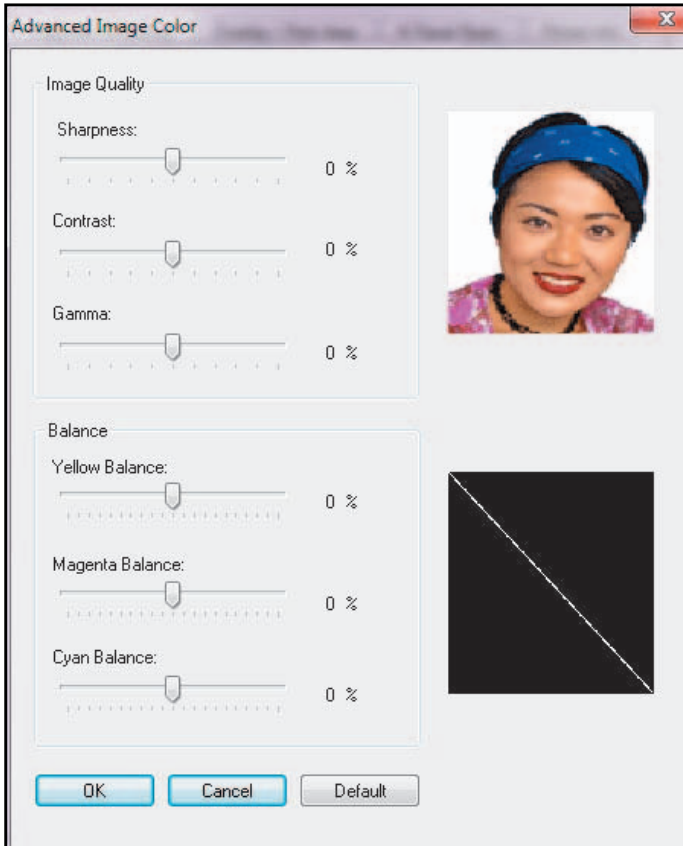 Advanced Image Color
Image Quality
Sharpness:
0 %
Contrast:
0 %
Gamma:
0 %
Balance
Yellow Balance:
0 %
Magenta Balance:
0 %
Cyan Balance:
0 %
OK
Cancel
Default